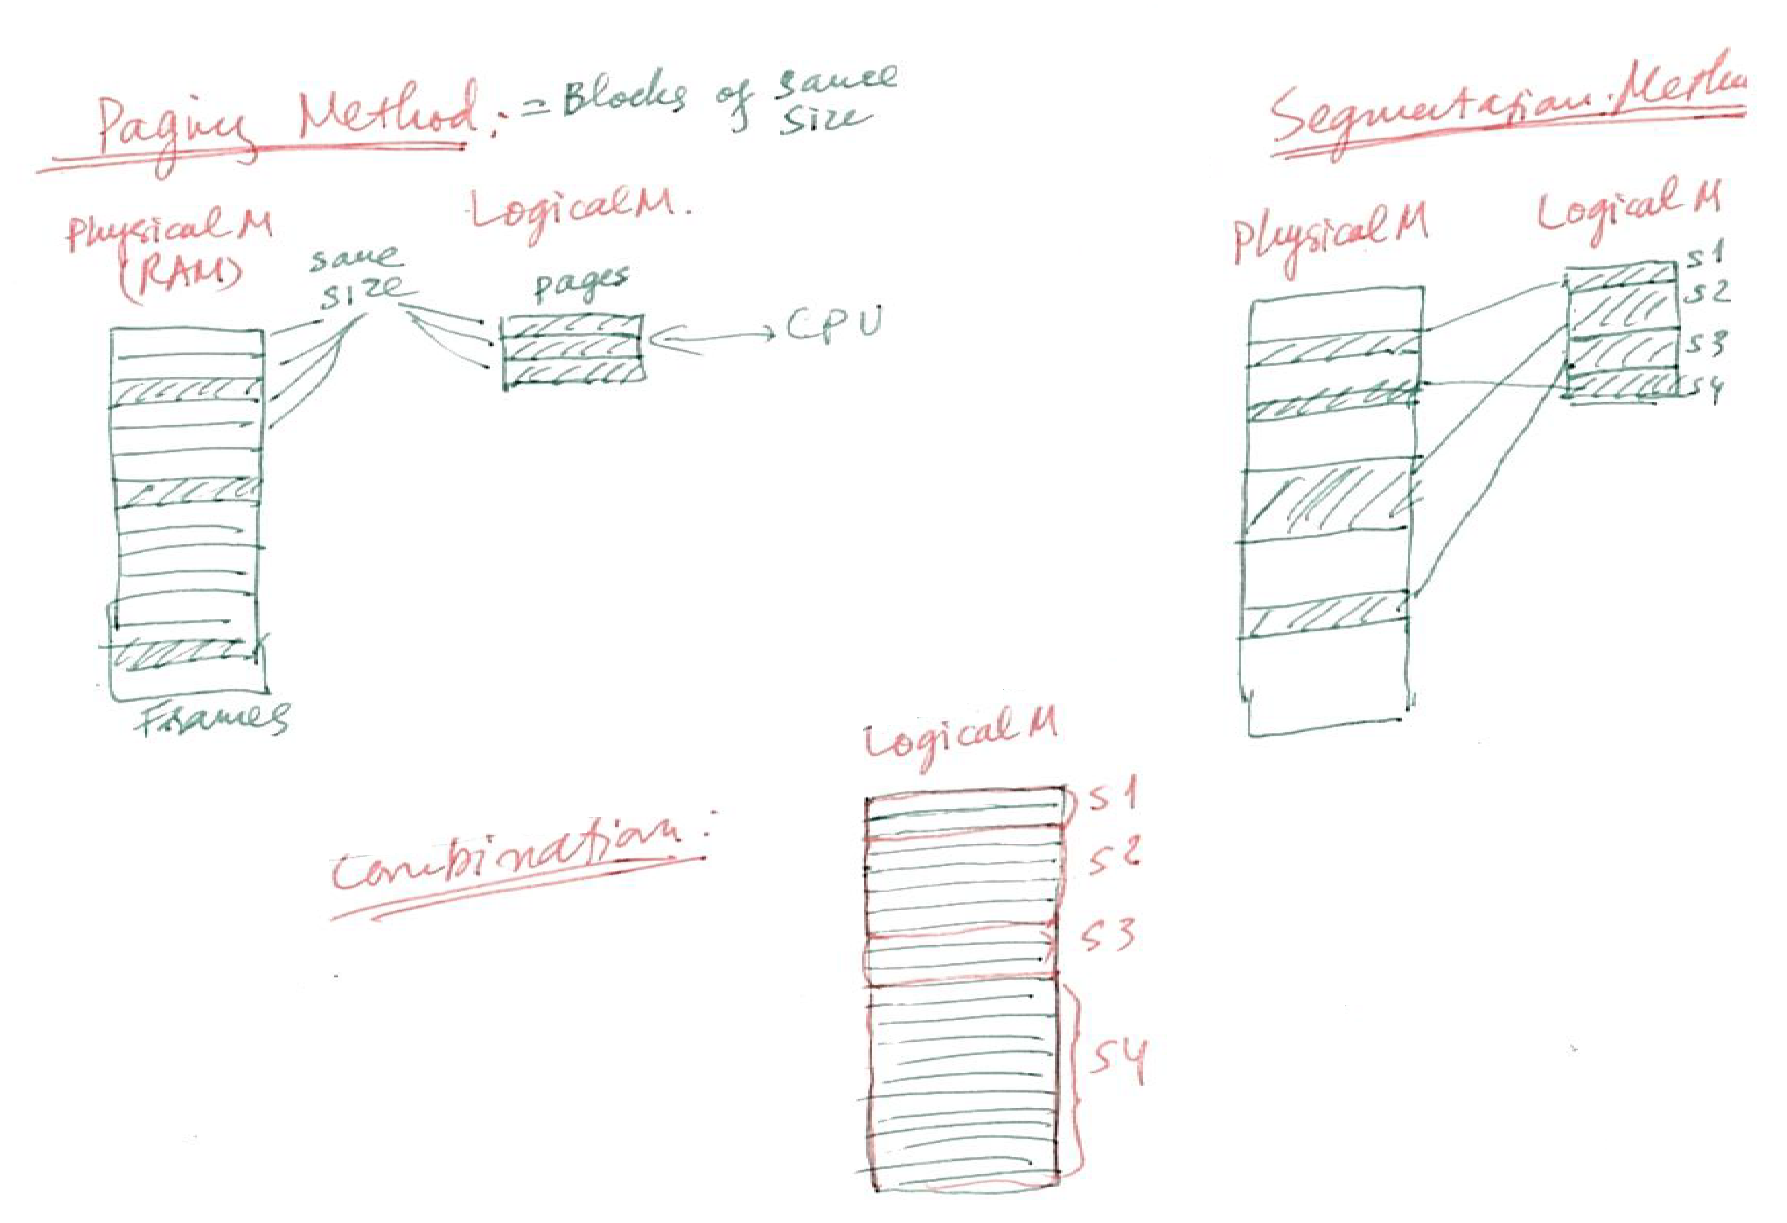 Paging Method: = Blocks of same size
Physical M (RAM)
same size
Logical M.
pages
CPU
Frames
Segmentation Metho
Physical M
Logical M
S1
S2
S3
S4
Combination:
Logical M
S1
S2
S3
S4